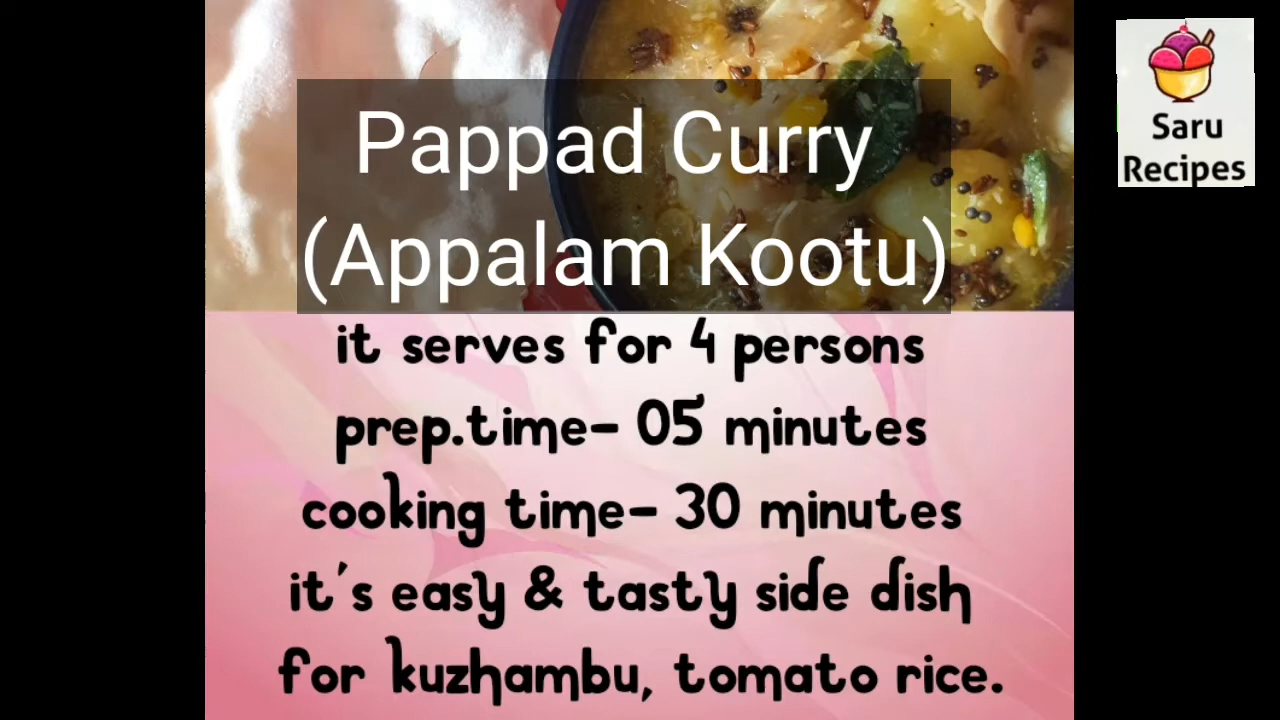 Pappad Curry
(Appalam Kootu)
Saru
Recipes
it serves for 4 persons
prep.time- 05 minutes
cooking time- 30 minutes
it's easy & tasty side dish
for kuzhambu, tomato rice.